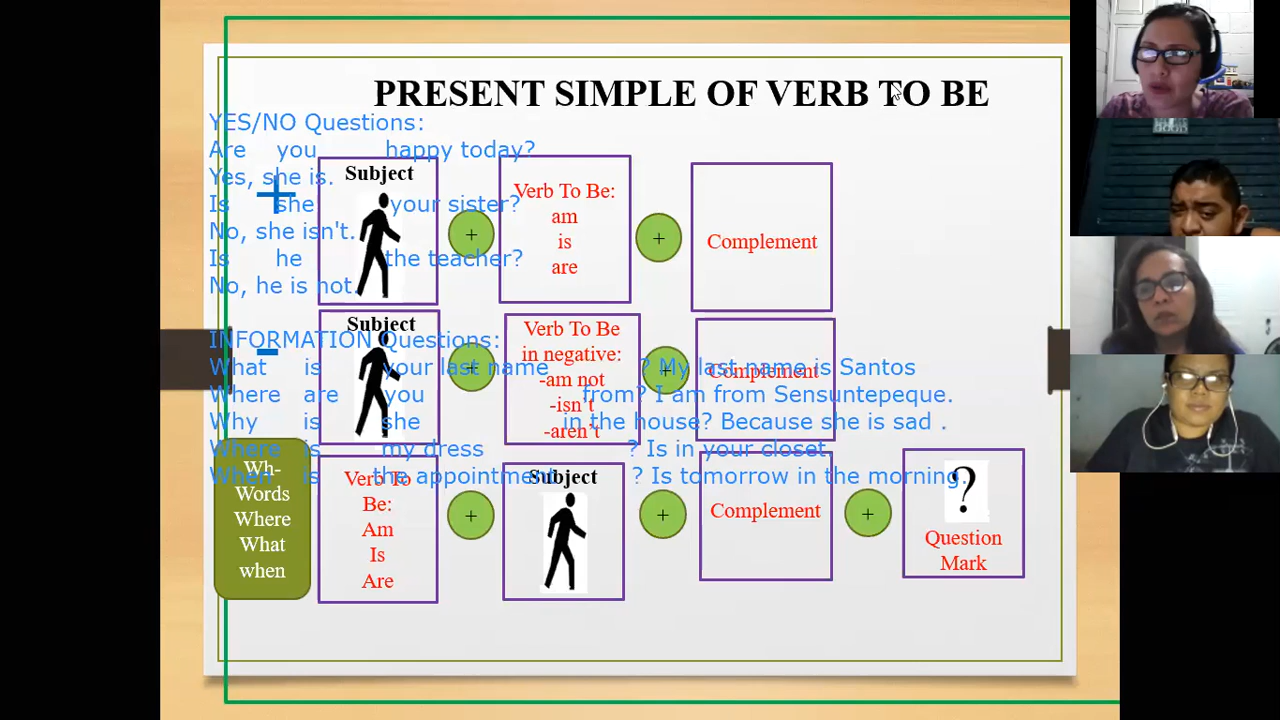 PRESENT SIMPLE OF VERB TO BE
YES/NO Questions:
Are you happy today?
Yes, she is.
Is she your sister?
No, she isn't.
Is he the teacher?
No, he is not.
INFORMATION Questions:
What is your last name ? My last name is Santos
Where are you from? I am from Sensuntepeque.
Why is she in the house? Because she is sad .
Where is my dress ? Is in your closet.
When is the appointment ? Is tomorrow in the morning.
+
Subject
+
Verb To Be:
am
is
are
+
Complement
-
Subject
+
Verb To Be
in negative:
-am not
-isn't
-aren't
+
Complement
Wh-
Words
Where
What
when
Verb To
Be:
Am
Is
Are
+
Subject
+
Complement
+
?
Question
Mark